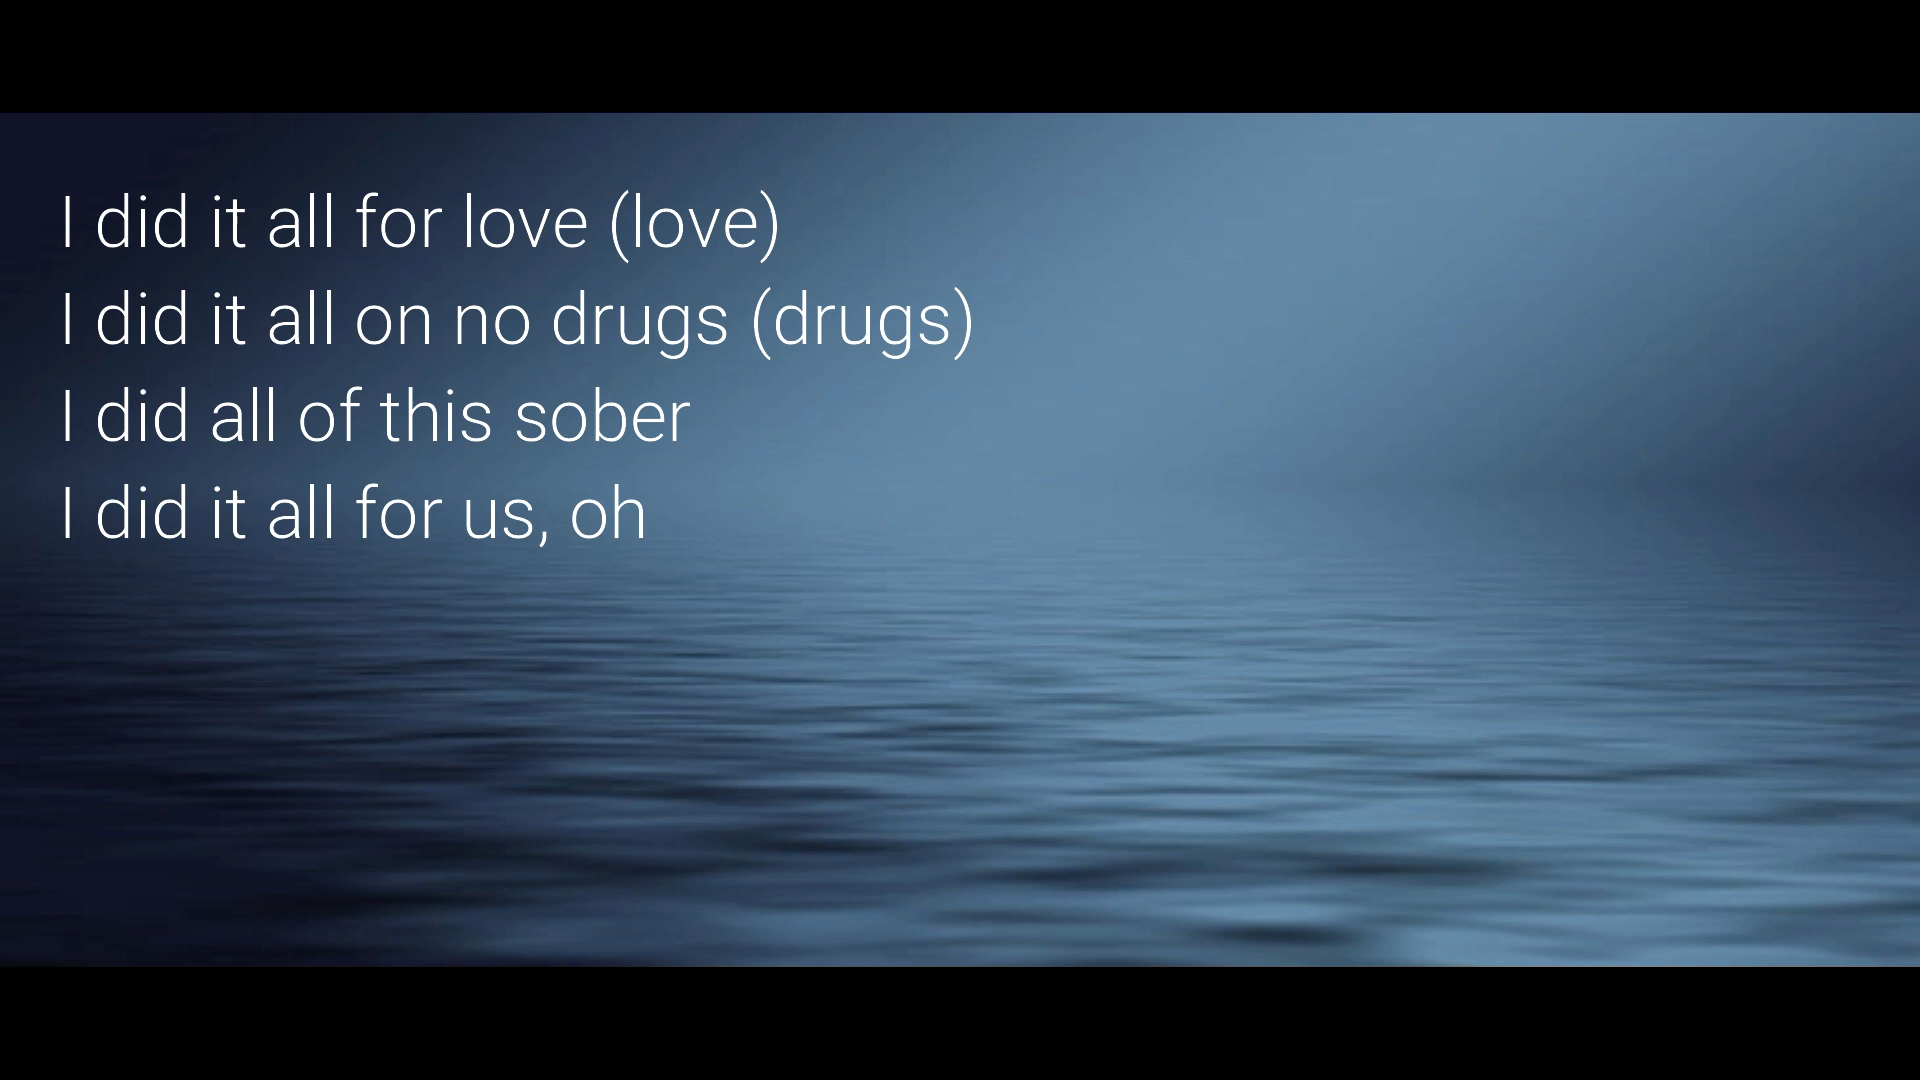 I did it all for love (love)
I did it all on no drugs (drugs)
I did all of this sober
I did it all for us, oh